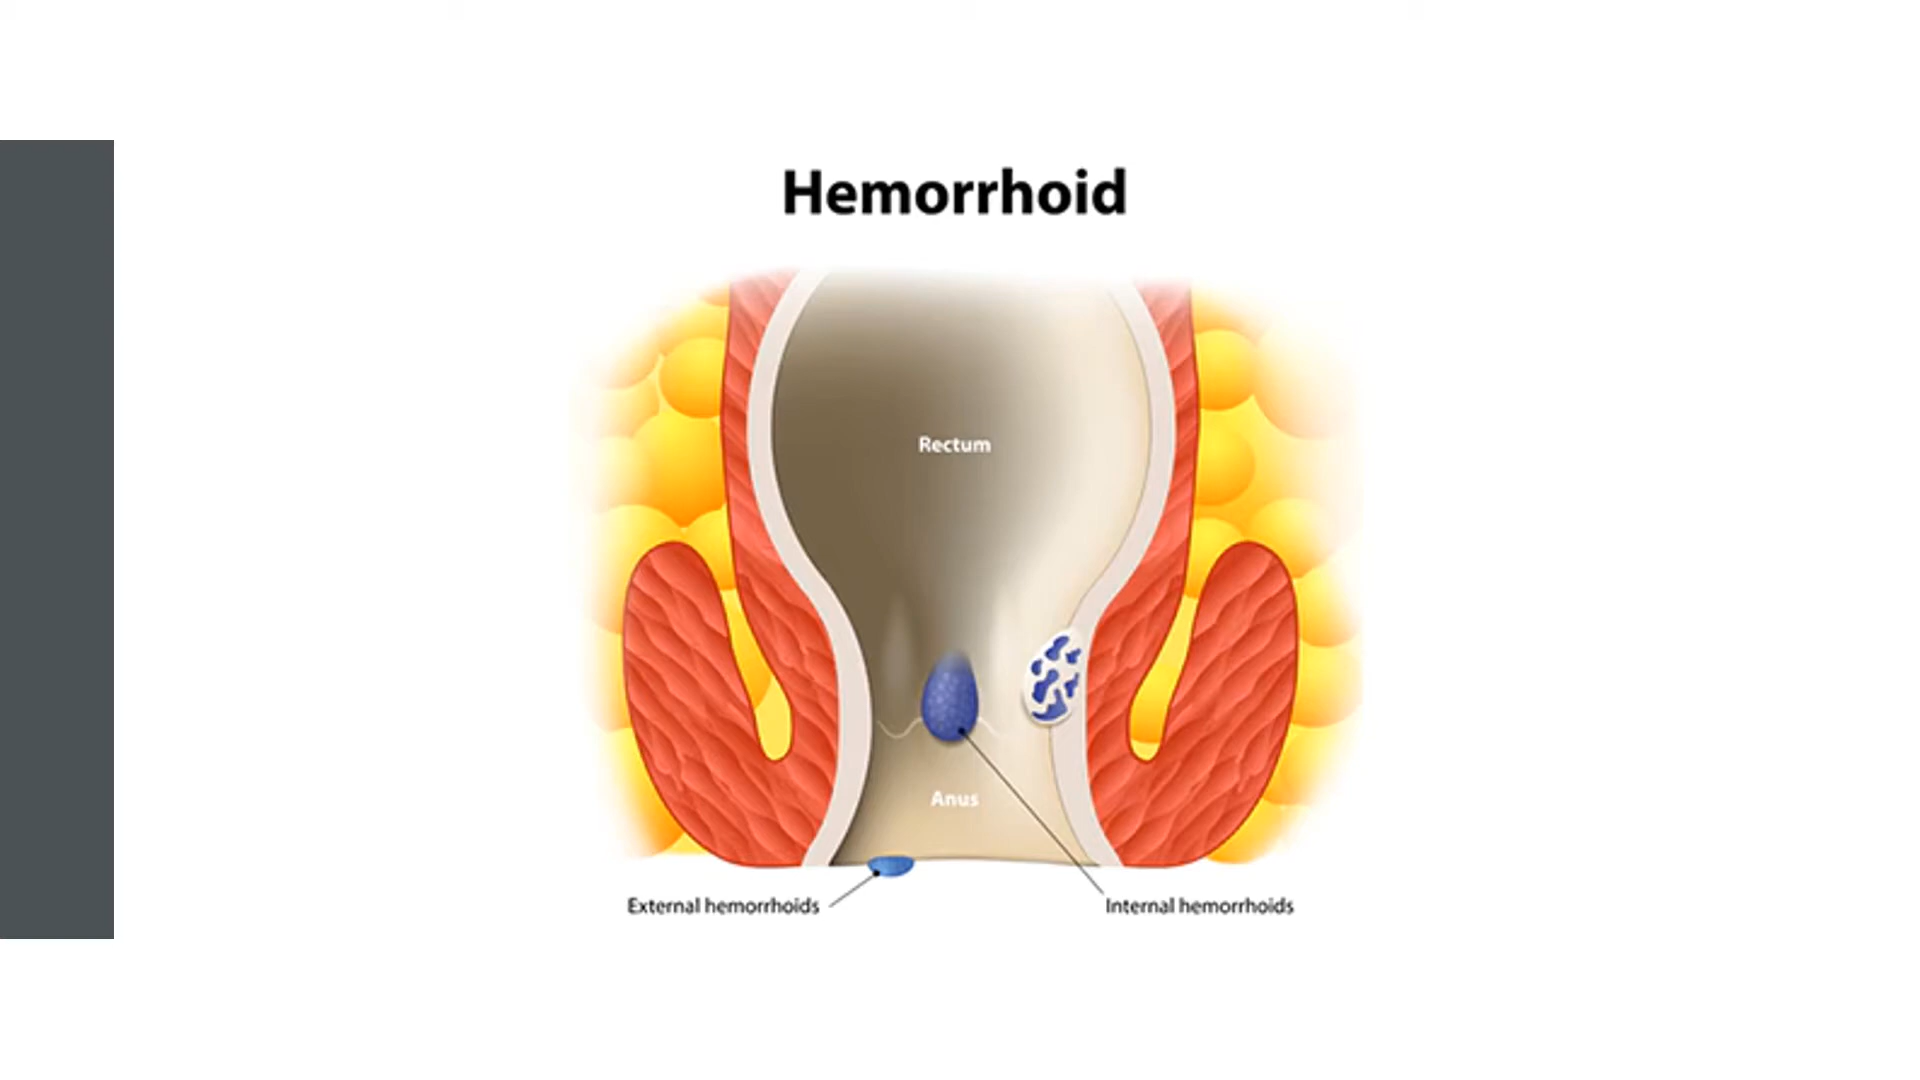 Hemorrhoid
Rectum
Anus
External hemorrhoids
Internal hemorrhoids